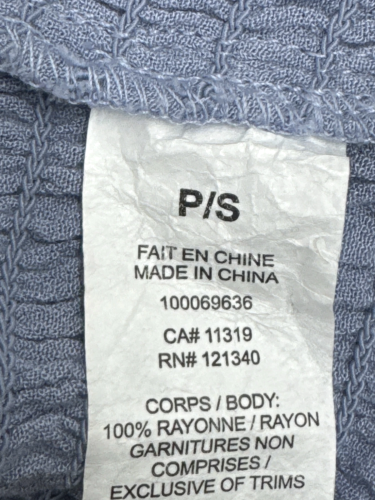 P/S
FAIT EN CHINE
MADE IN CHINA
100069636
CA# 11319
RN# 121340
CORPS / BODY:
100% RAYONNE / RAYON
GARNITURES NON
COMPRISES /
EXCLUSIVE OF TRIMS